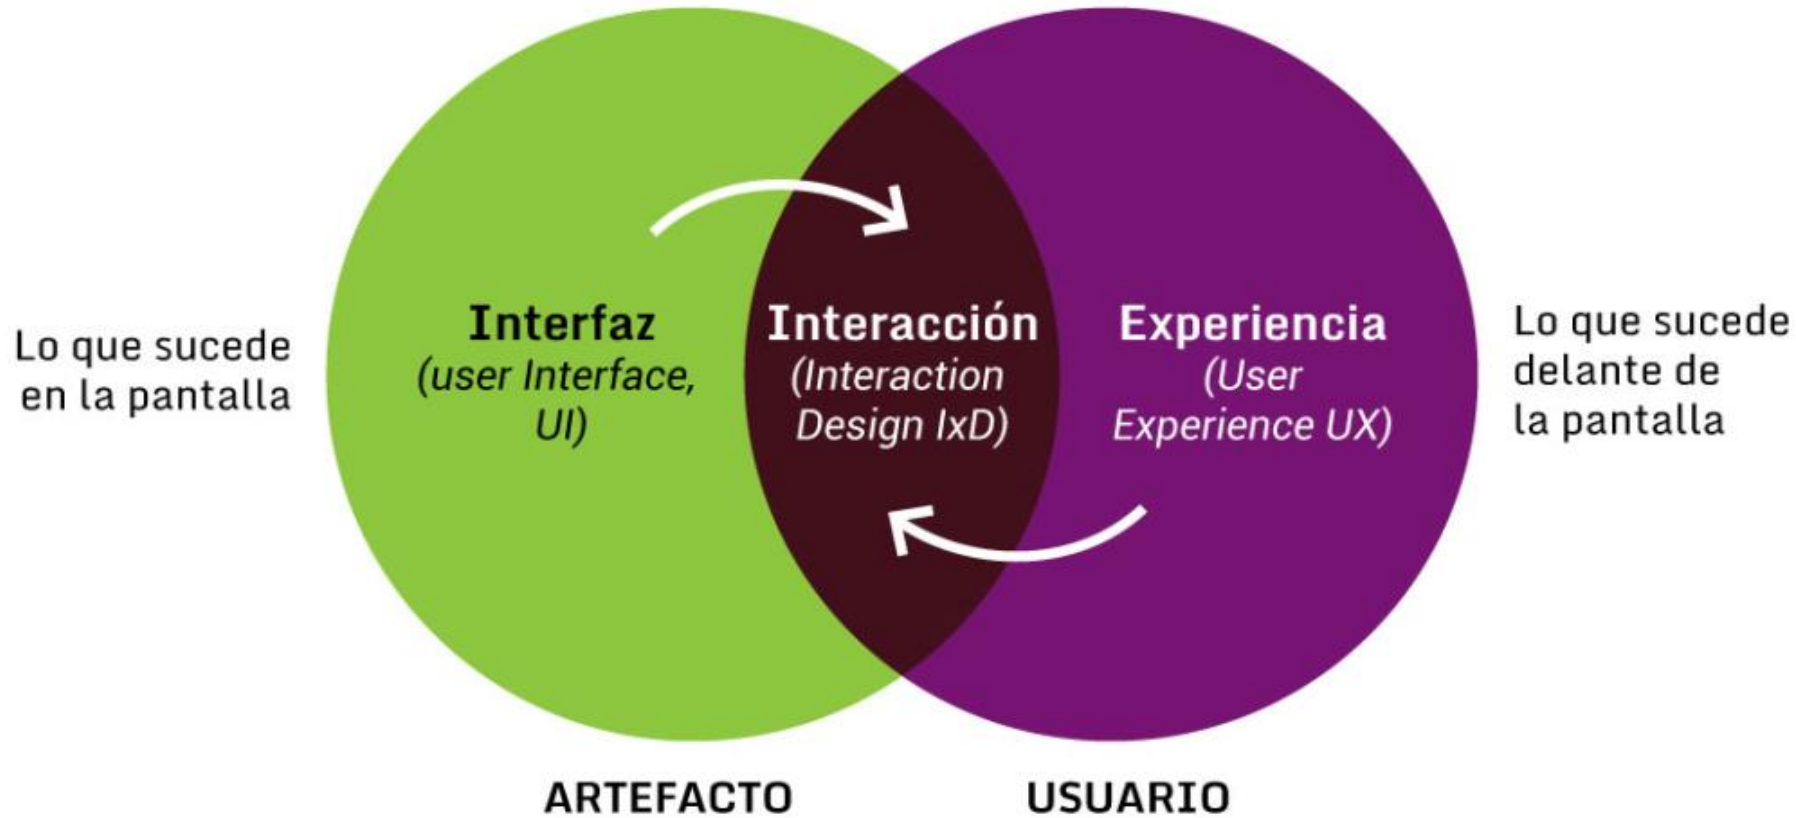 Lo que sucede
en la pantalla
Interfaz
(user Interface,
UI)
Interacción
(Interaction
Design IxD)
Experiencia
(User
Experience UX)
Lo que sucede
delante de
la pantalla
ARTEFACTO
USUARIO